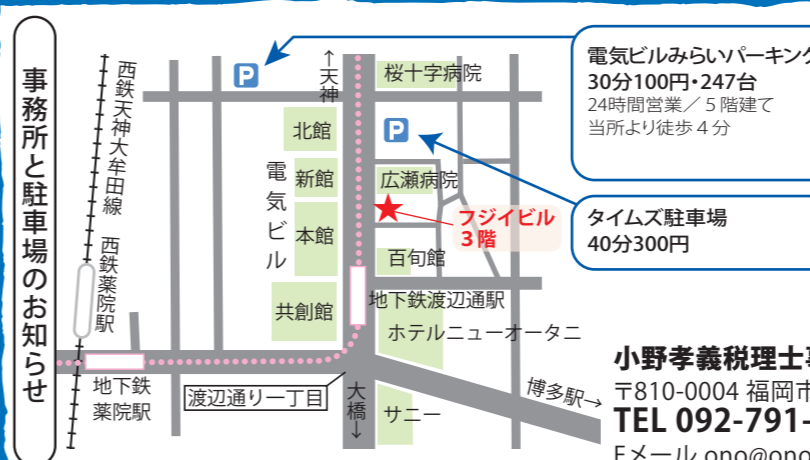 事務所と駐車場のお知らせ
西鉄天神大牟田線
西鉄薬院駅
P
↑天神
桜十字病院
北館
P
電気ビル
新館
広瀬病院
本館
フジイビル
3階
百旬館
共創館
地下鉄渡辺通駅
ホテルニューオータニ
地下鉄
薬院駅
渡辺通り一丁目
大橋↓
サニー
博多駅→
電気ビルみらいパーキング
30分100円・247台
24時間営業／５階建て
当所より徒歩４分
タイムズ駐車場
40分300円
小野孝義税理士事
〒810-0004 福岡市
TEL 092-791-
Eメール ono@ono